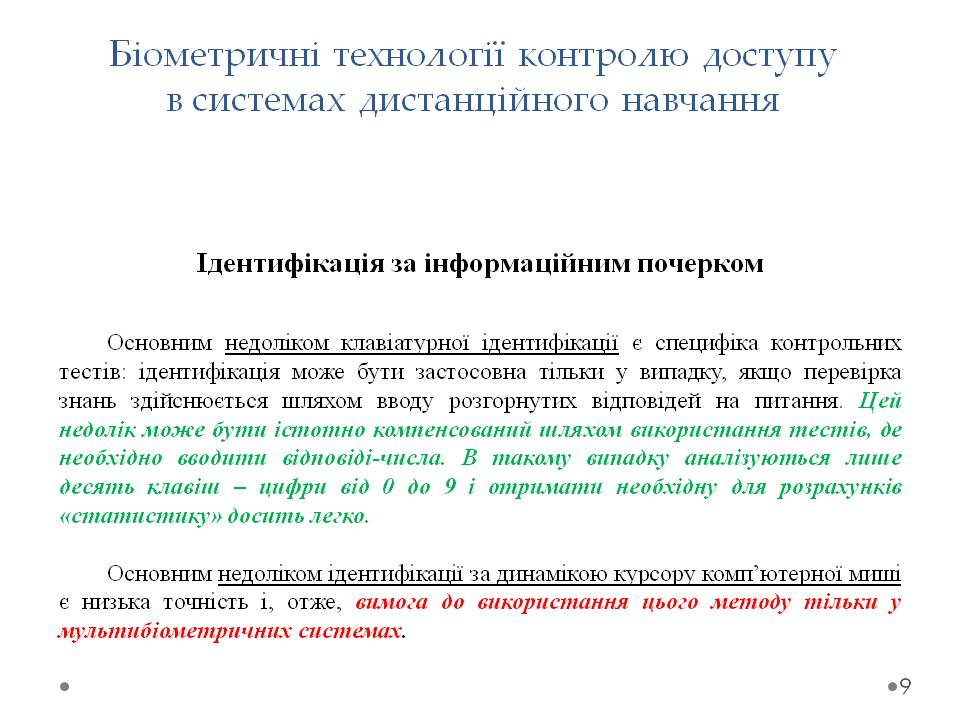 Біометричні технології контролю доступу
в системах дистанційного навчання
Ідентифікація за інформаційним почерком
Основним недоліком клавіатурної ідентифікації є специфіка контрольних
тестів: ідентифікація може бути застосовна тільки у випадку, якщо перевірка
знань здійснюється шляхом вводу розгорнутих відповідей на питання. Цей
недолік може бути істотно компенсований шляхом використання тестів, де
необхідно вводити відповіді-числа. В такому випадку аналізуються лише
десять клавіш – цифри від 0 до 9 і отримати необхідну для розрахунків
«статистику» досить легко.
Основним недоліком ідентифікації за динамікою курсору комп’ютерної миші
є низька точність і, отже, вимога до використання цього методу тільки у
мультибіометричних системах.
9